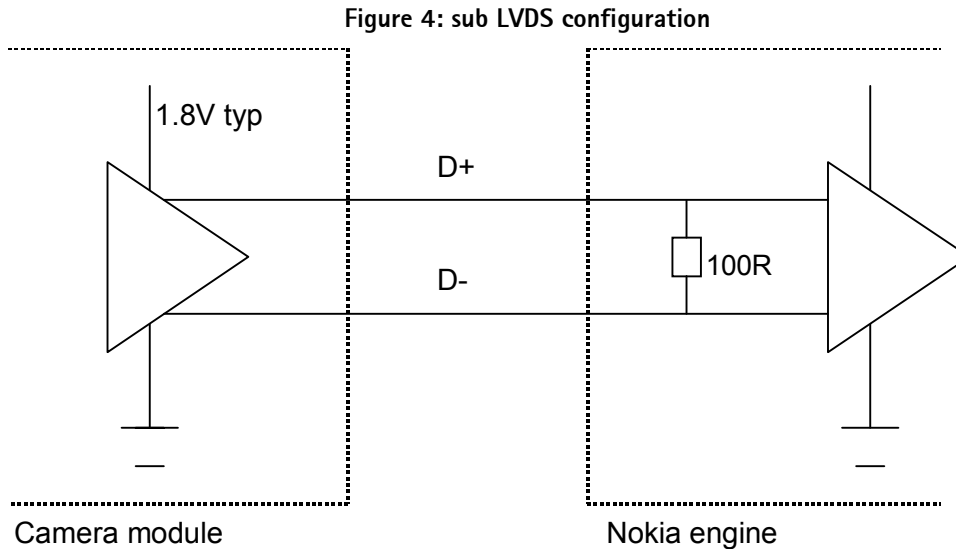 Figure 4: sub LVDS configuration
1.8V typ
D+
D-
100R
Camera module
Nokia engine